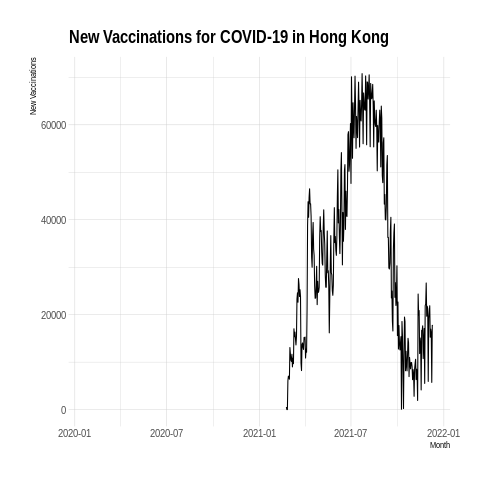 New Vaccinations for COVID-19 in Hong Kong
New Vaccinations
60000
40000
20000
0
2020-01 2020-07 2021-01 2021-07 2022-01
Month